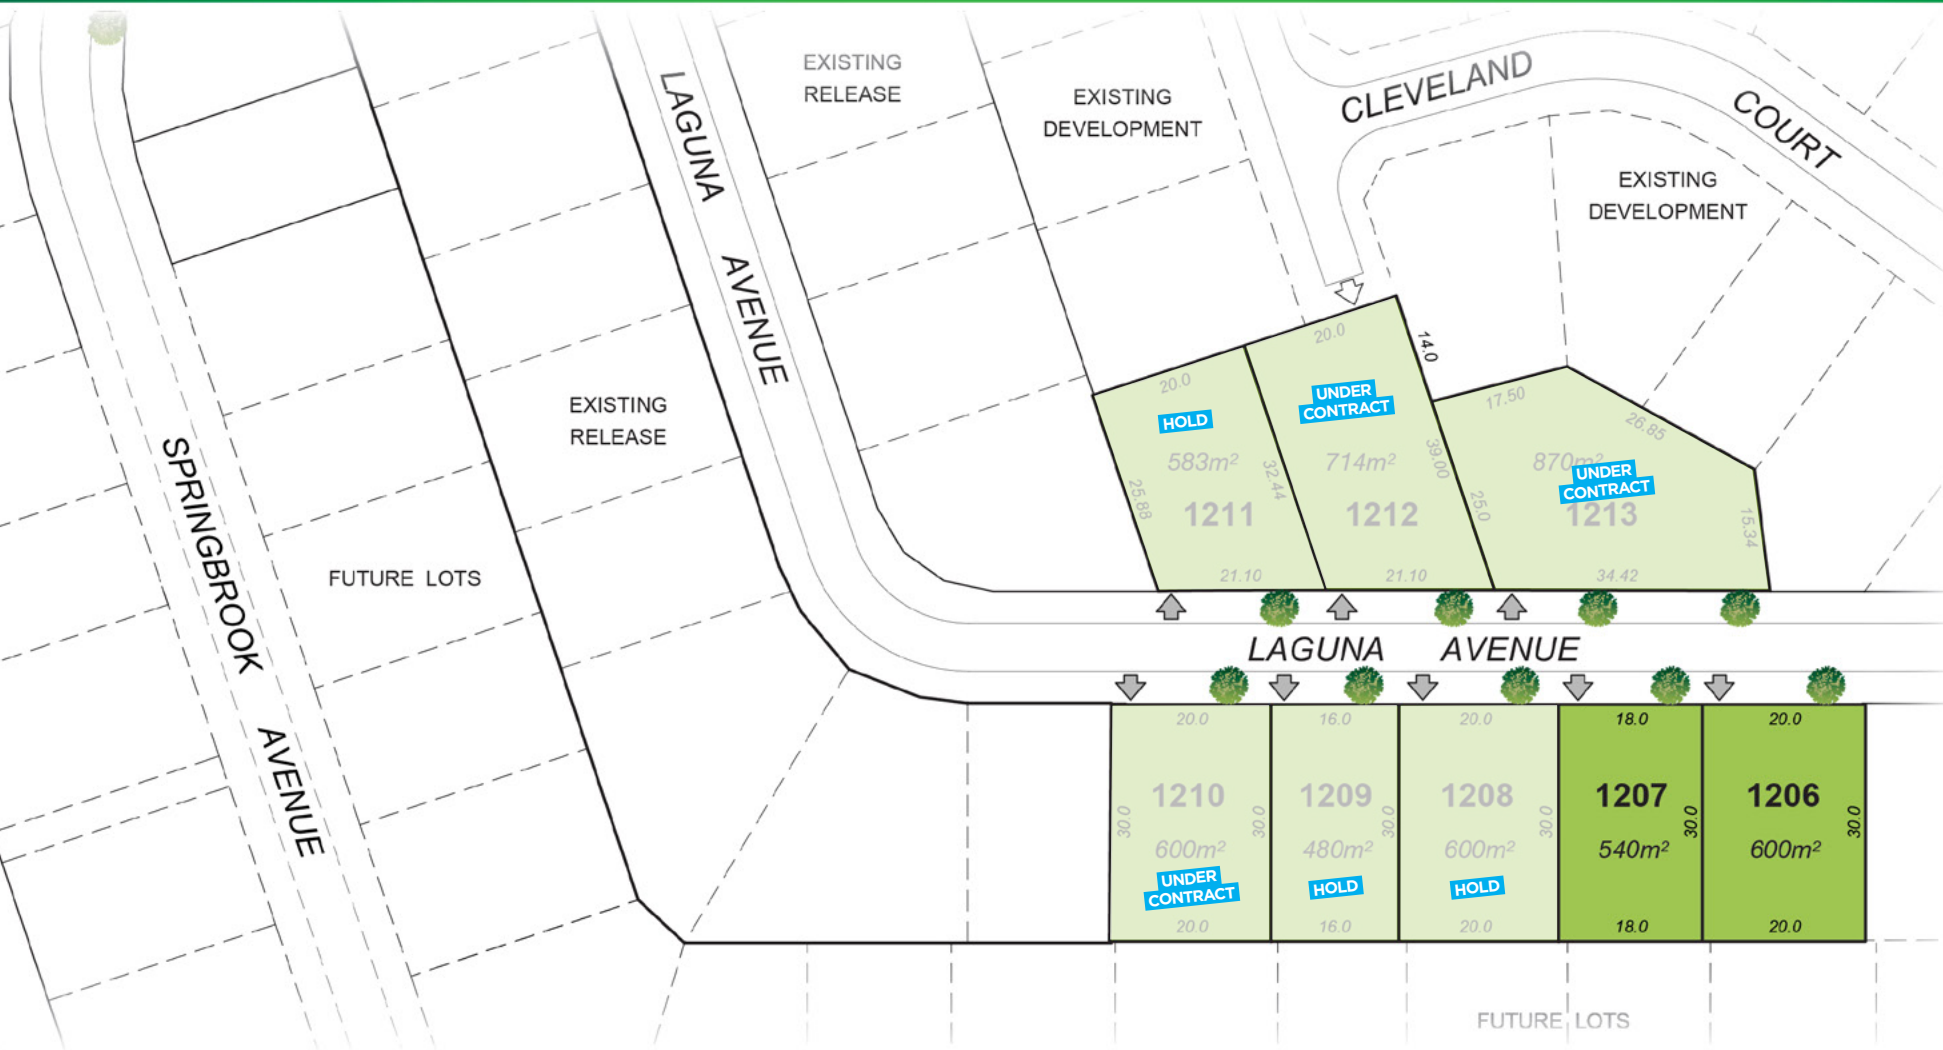 EXISTING
RELEASE
LAGUNA AVENUE
EXISTING
DEVELOPMENT
CLEVELAND COURT
EXISTING
DEVELOPMENT
EXISTING
RELEASE
FUTURE LOTS
SPRINGBROOK AVENUE
20.0
HOLD
583m²
25.88
32.44
1211
21.10
20.0
14.0
UNDER
CONTRACT
714m²
39.00
1212
21.10
17.50
26.85
870m²
UNDER
CONTRACT
25.0
1213
15.34
34.42
LAGUNA AVENUE
20.0
1210
30.0
30.0
600m²
UNDER
CONTRACT
20.0
16.0
1209
30.0
480m²
HOLD
16.0
20.0
1208
30.0
600m²
HOLD
20.0
18.0
1207
30.0
540m²
18.0
20.0
1206
30.0
600m²
20.0
FUTURE LOTS